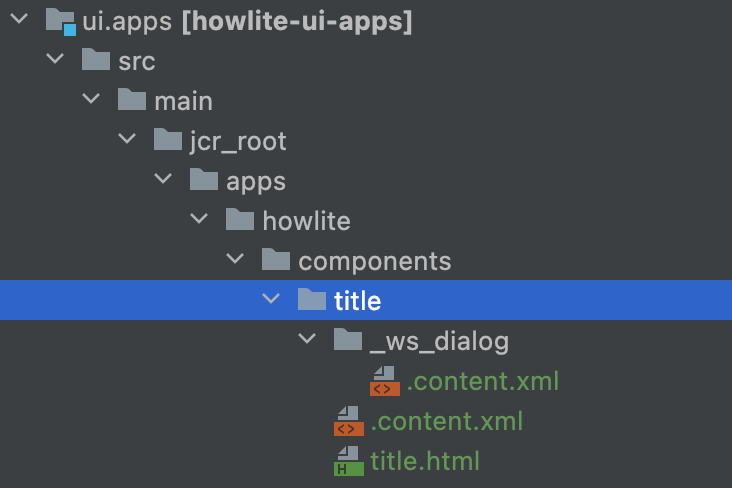 ui.apps [howlite-ui-apps]
src
main
jcr_root
apps
howlite
components
title
_ws_dialog
<> .content.xml
<> .content.xml
H title.html